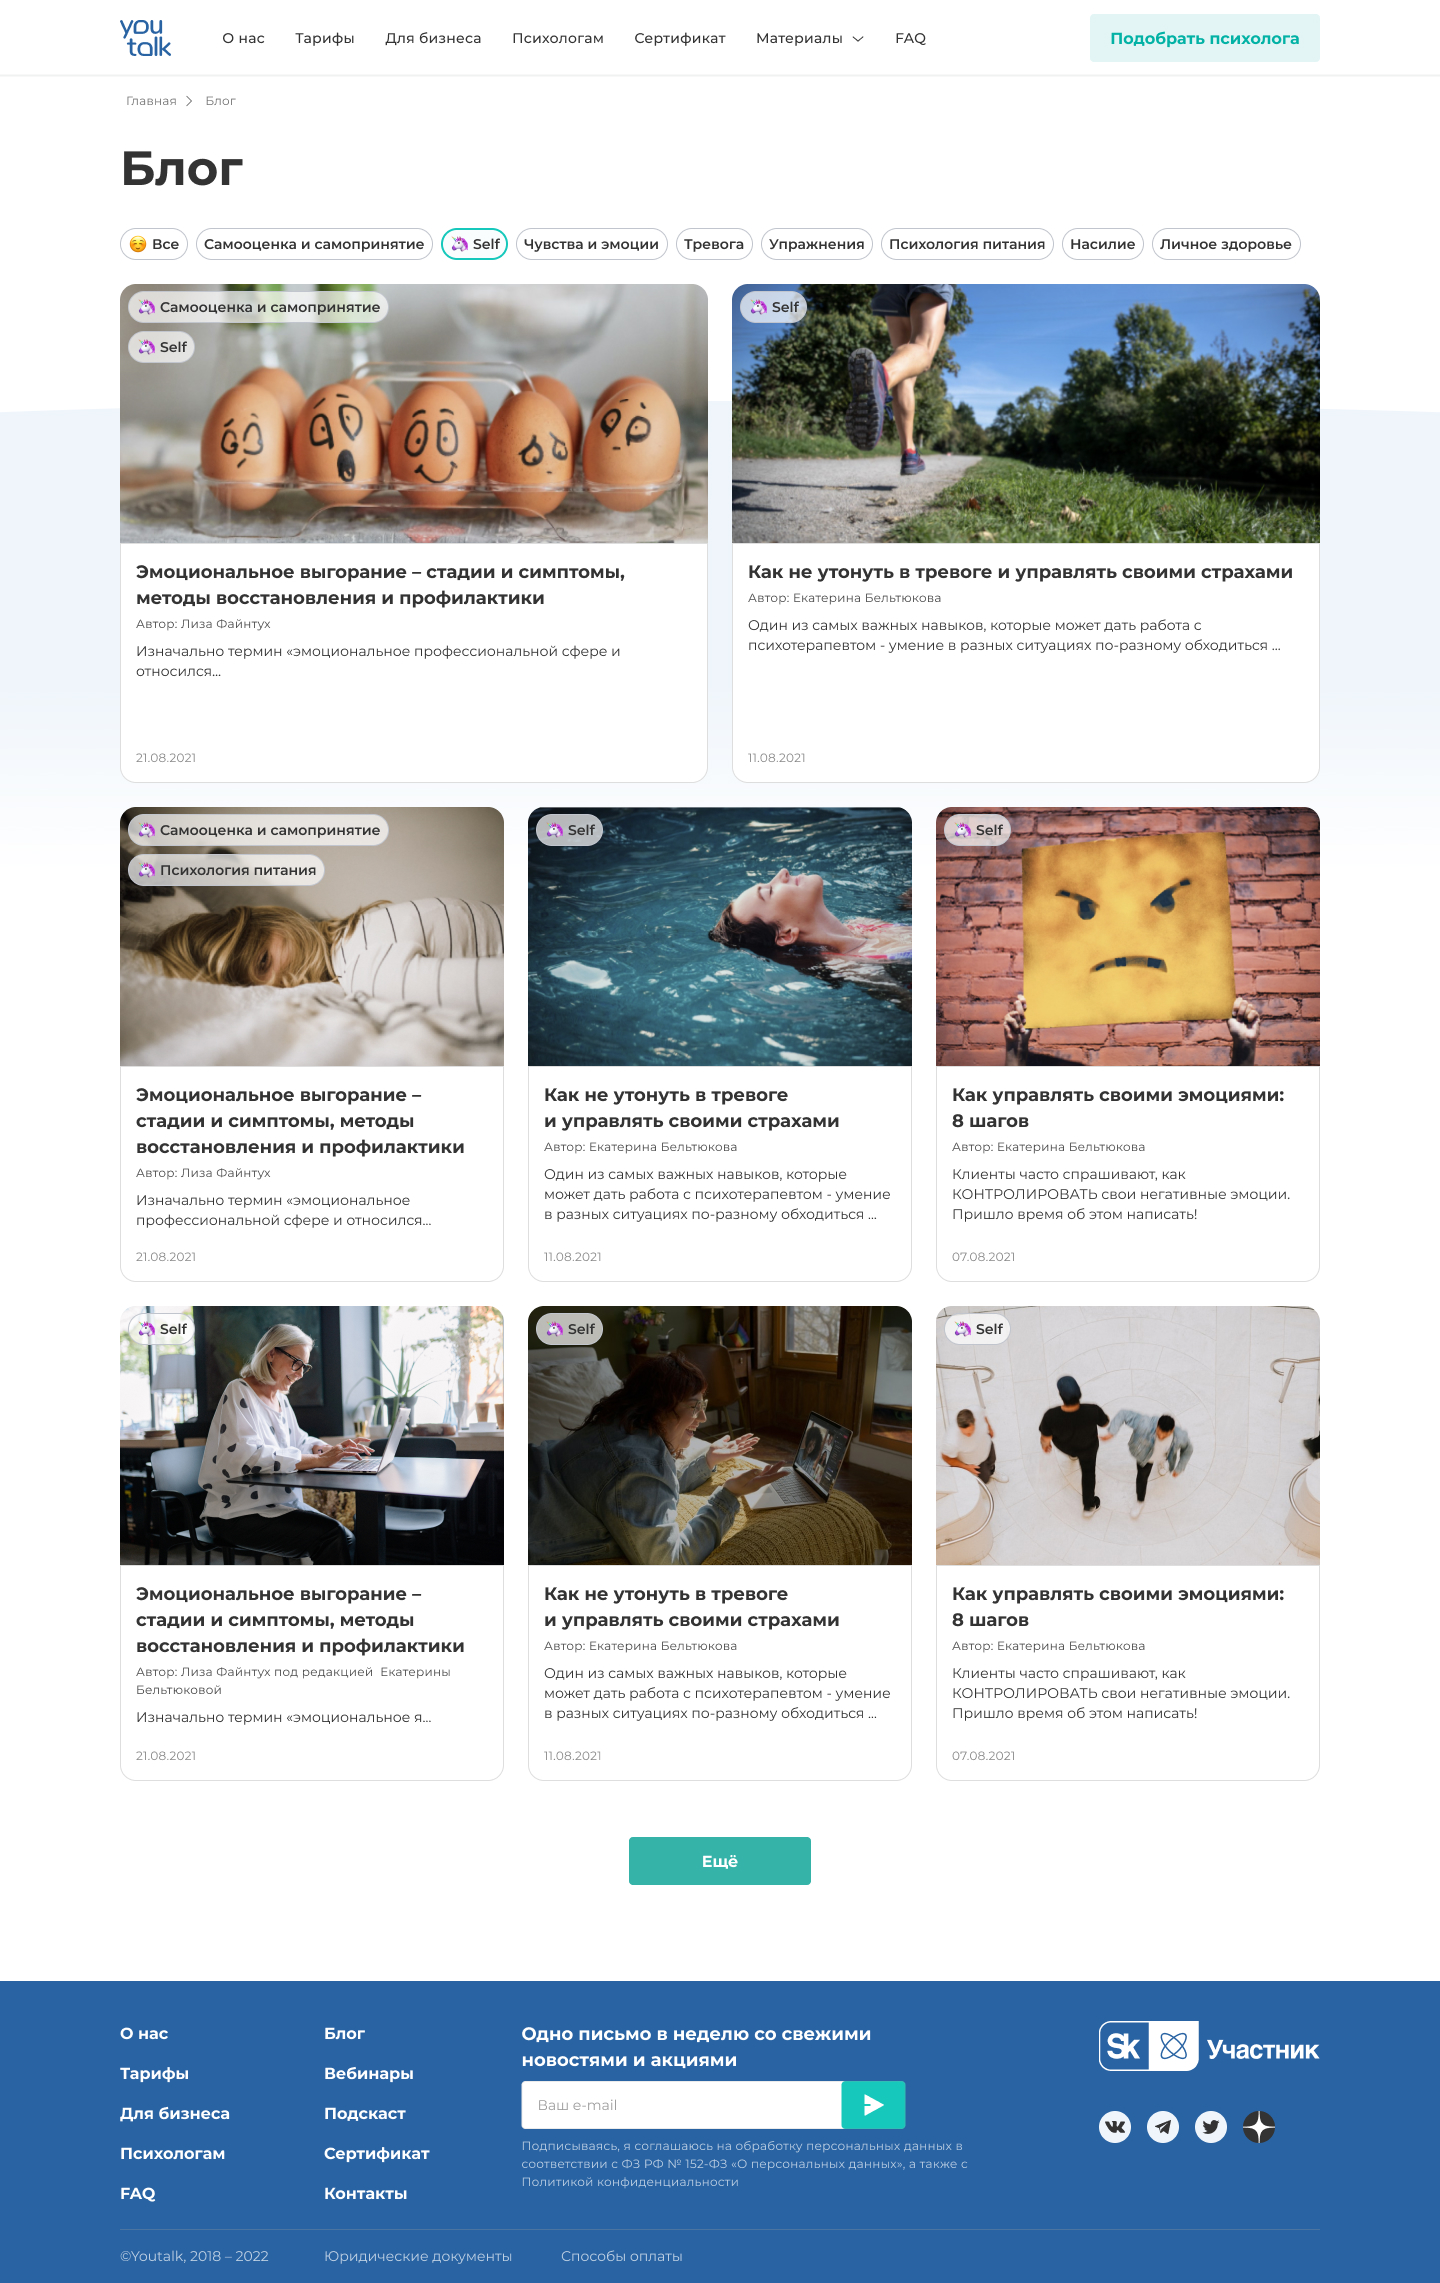 you
talk
О нас Тарифы Для бизнеса Психологам Сертификат Материалы FAQ Подобрать психолога
Главная Блог
Блог
Все Самооценка и самопринятие Self Чувства и эмоции Тревога Упражнения Психология питания Насилие Личное здоровье
Самооценка и самопринятие
Self
Эмоциональное выгорание – стадии и симптомы,
методы восстановления и профилактики
Автор: Лиза Файнтух
Изначально термин «эмоциональное профессиональной сфере и
относился...
21.08.2021
Self
Как не утонуть в тревоге и управлять своими страхами
Автор: Екатерина Бельтюкова
Один из самых важных навыков, которые может дать работа с
психотерапевтом - умение в разных ситуациях по-разному обходиться ...
11.08.2021
Самооценка и самопринятие
Психология питания
Эмоциональное выгорание –
стадии и симптомы, методы
восстановления и профилактики
Автор: Лиза Файнтух
Изначально термин «эмоциональное
профессиональной сфере и относился...
21.08.2021
Self
Как не утонуть в тревоге
и управлять своими страхами
Автор: Екатерина Бельтюкова
Один из самых важных навыков, которые
может дать работа с психотерапевтом - умение
в разных ситуациях по-разному обходиться ...
11.08.2021
Self
Как управлять своими эмоциями:
8 шагов
Автор: Екатерина Бельтюкова
Клиенты часто спрашивают, как
КОНТРОЛИРОВАТЬ свои негативные эмоции.
Пришло время об этом написать!
07.08.2021
Self
Эмоциональное выгорание –
стадии и симптомы, методы
восстановления и профилактики
Автор: Лиза Файнтух под редакцией Екатерины
Бельтюковой
Изначально термин «эмоциональное я...
21.08.2021
Self
Как не утонуть в тревоге
и управлять своими страхами
Автор: Екатерина Бельтюкова
Один из самых важных навыков, которые
может дать работа с психотерапевтом - умение
в разных ситуациях по-разному обходиться ...
11.08.2021
Self
Как управлять своими эмоциями:
8 шагов
Автор: Екатерина Бельтюкова
Клиенты часто спрашивают, как
КОНТРОЛИРОВАТЬ свои негативные эмоции.
Пришло время об этом написать!
07.08.2021
Ещё
О нас
Тарифы
Для бизнеса
Психологам
FAQ
Блог
Вебинары
Подскаст
Сертификат
Контакты
Одно письмо в неделю со свежими
новостями и акциями
Ваш e-mail
Подписываясь, я соглашаюсь на обработку персональных данных в
соответствии с ФЗ РФ № 152-ФЗ «О персональных данных», а также с
Политикой конфиденциальности
Sk Участник
©Youtalk, 2018 – 2022 Юридические документы Способы оплаты